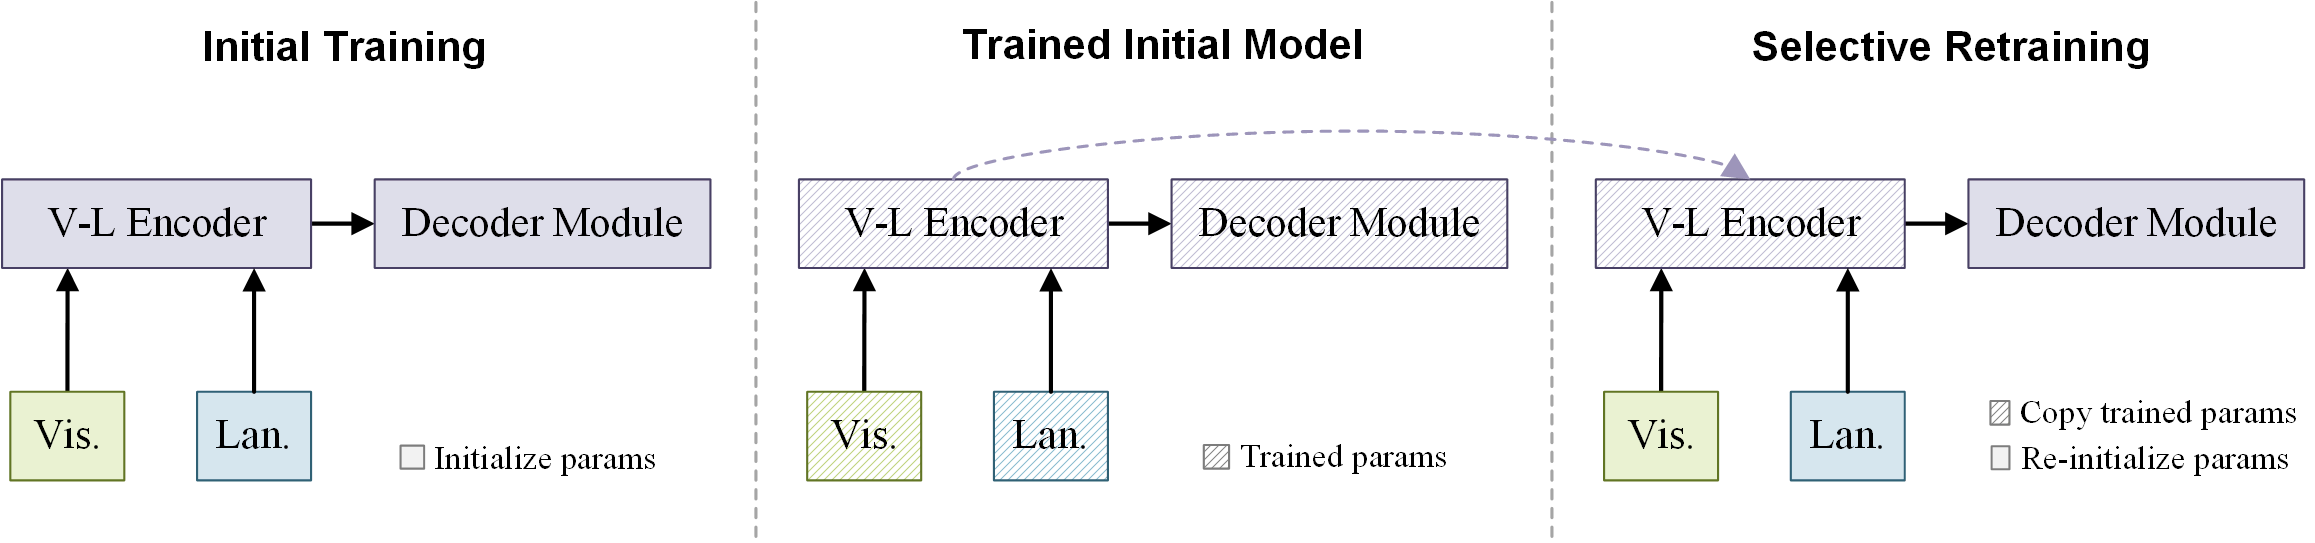 Initial Training
V-L Encoder
Decoder Module
Vis.
Lan.
Initialize params
Trained Initial Model
V-L Encoder
Decoder Module
Vis.
Lan.
Trained params
Selective Retraining
V-L Encoder
Decoder Module
Vis.
Lan.
Copy trained params
Re-initialize params